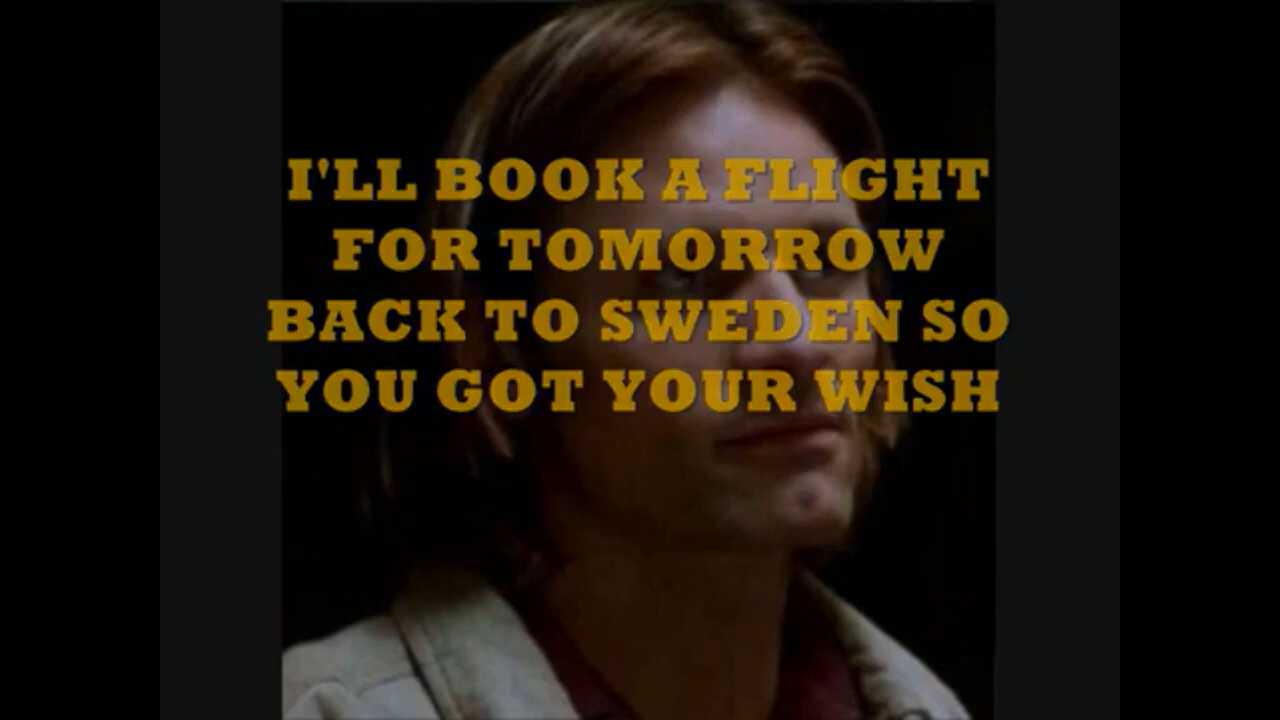 I'LL BOOK A FLIGHT
FOR TOMORROW
BACK TO SWEDEN SO
YOU GOT YOUR WISH